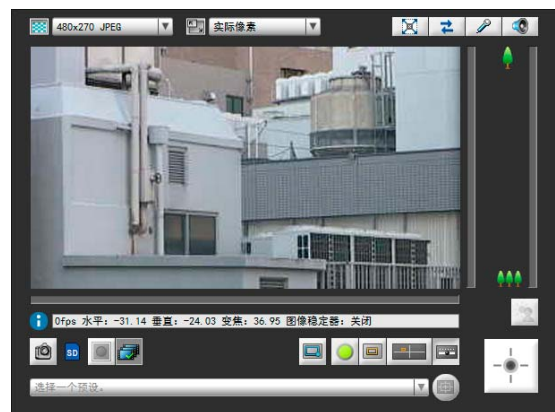 480x270 JPEG
实际像素
0fps 水平: -31.14 垂直: -24.03 变焦: 36.95 图像稳定器: 关闭
SD
选择一个预设。